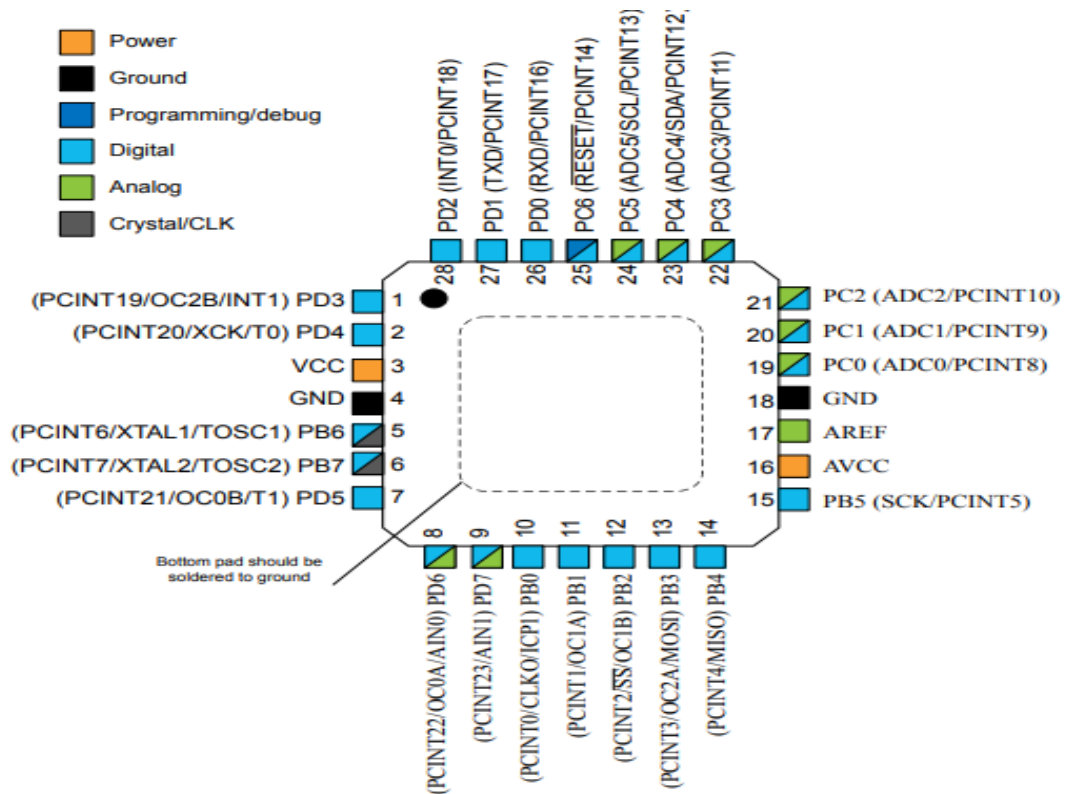 Power
Ground
Programming/debug
Digital
Analog
Crystal/CLK
PD2 (INT0/PCINT18)
PD1 (TXD/PCINT17)
PD0 (RXD/PCINT16)
PC6 (RESET/PCINT14)
PC5 (ADC5/SCL/PCINT13)
PC4 (ADC4/SDA/PCINT12)
PC3 (ADC3/PCINT11)
28
27
26
25
24
23
22
(PCINT19/OC2B/INT1) PD3 1
(PCINT20/XCK/T0) PD4 2
VCC 3
GND 4
(PCINT6/XTAL1/TOSC1) PB6 5
(PCINT7/XTAL2/TOSC2) PB7 6
(PCINT21/OC0B/T1) PD5 7
21 PC2 (ADC2/PCINT10)
20 PC1 (ADC1/PCINT9)
19 PC0 (ADC0/PCINT8)
18 GND
17 AREF
16 AVCC
15 PB5 (SCK/PCINT5)
Bottom pad should be
soldered to ground
8
9
10
11
12
13
14
(PCINT22/OC0A/AIN0) PD6
(PCINT23/AIN1) PD7
(PCINT0/CLKO/ICP1) PB0
(PCINT1/OC1A) PB1
(PCINT2/SS/OC1B) PB2
(PCINT3/OC2A/MOSI) PB3
(PCINT4/MISO) PB4